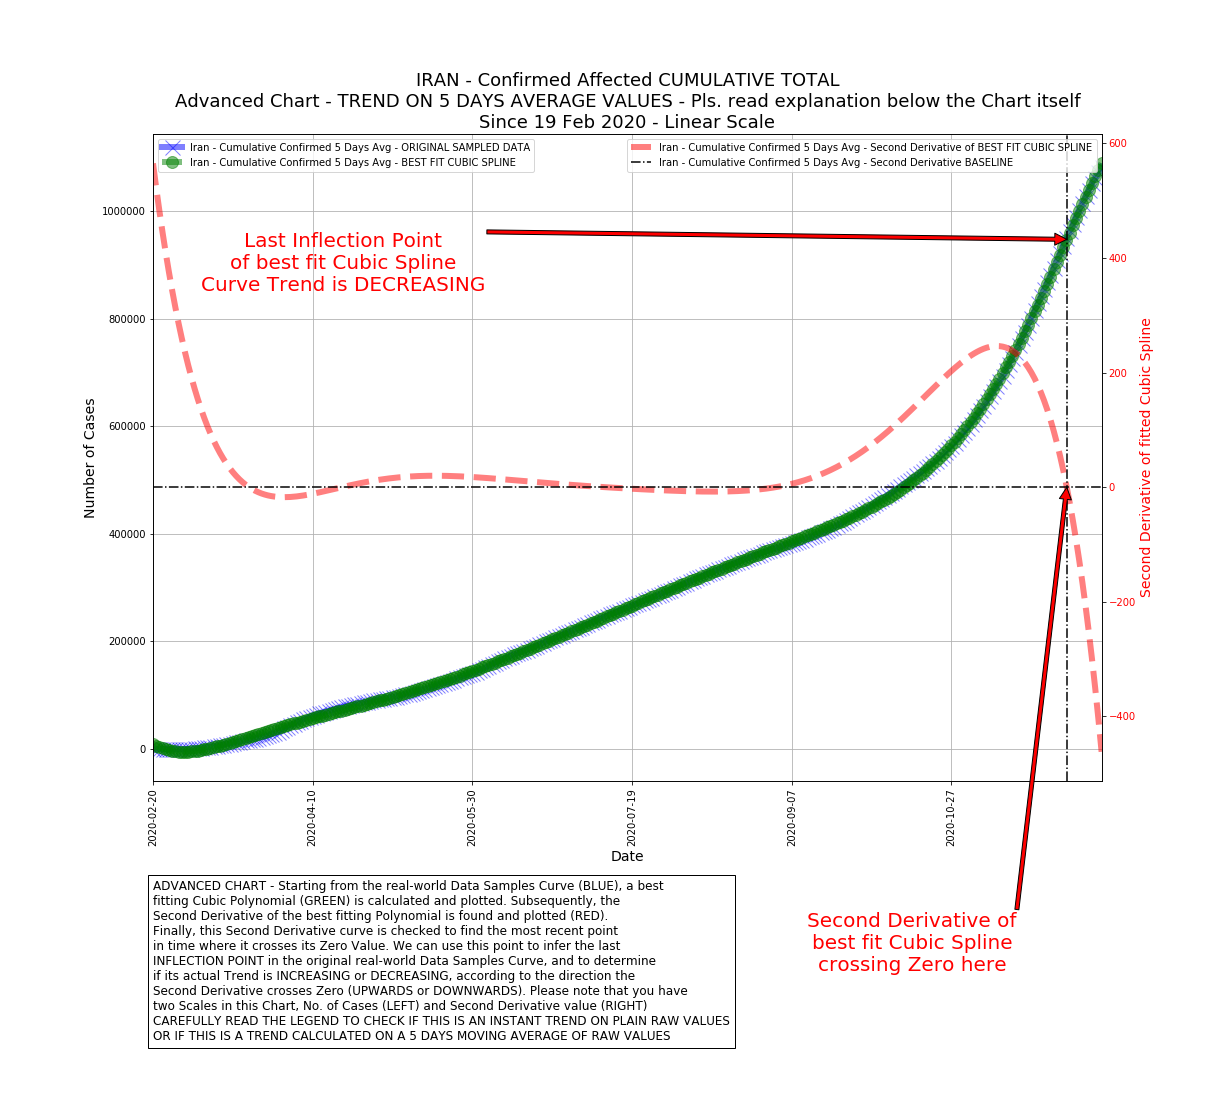 IRAN - Confirmed Affected CUMULATIVE TOTAL
Advanced Chart - TREND ON 5 DAYS AVERAGE VALUES - Pls. read explanation below the Chart itself
Since 19 Feb 2020 - Linear Scale
Iran - Cumulative Confirmed 5 Days Avg - ORIGINAL SAMPLED DATA
Iran - Cumulative Confirmed 5 Days Avg - BEST FIT CUBIC SPLINE
Iran - Cumulative Confirmed 5 Days Avg - Second Derivative of BEST FIT CUBIC SPLINE
Iran - Cumulative Confirmed 5 Days Avg - Second Derivative BASELINE
Last Inflection Point
of best fit Cubic Spline
Curve Trend is DECREASING
Number of Cases
1000000
800000
600000
400000
200000
0
600
400
200
0
−200
−400
Second Derivative of fitted Cubic Spline
2020-02-20
2020-04-10
2020-05-30
2020-07-19
2020-09-07
2020-10-27
Date
ADVANCED CHART - Starting from the real-world Data Samples Curve (BLUE), a best
fitting Cubic Polynomial (GREEN) is calculated and plotted. Subsequently, the
Second Derivative of the best fitting Polynomial is found and plotted (RED).
Finally, this Second Derivative curve is checked to find the most recent point
in time where it crosses its Zero Value. We can use this point to infer the last
INFLECTION POINT in the original real-world Data Samples Curve, and to determine
if its actual Trend is INCREASING or DECREASING, according to the direction the
Second Derivative crosses Zero (UPWARDS or DOWNWARDS). Please note that you have
two Scales in this Chart, No. of Cases (LEFT) and Second Derivative value (RIGHT)
CAREFULLY READ THE LEGEND TO CHECK IF THIS IS AN INSTANT TREND ON PLAIN RAW VALUES
OR IF THIS IS A TREND CALCULATED ON A 5 DAYS MOVING AVERAGE OF RAW VALUES
Second Derivative of
best fit Cubic Spline
crossing Zero here